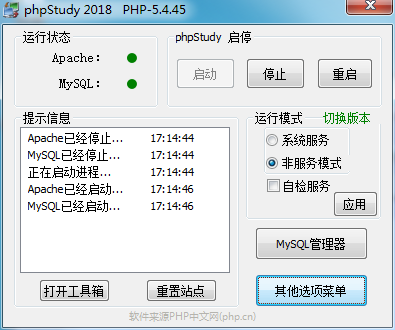 phpStudy 2018 PHP-5.4.45
运行状态
Apache:
MySQL:
phpStudy 启停
启动
停止
重启
提示信息
Apache已经停止... 17:14:44
MySQL已经停止... 17:14:44
正在启动进程... 17:14:44
Apache已经启动... 17:14:46
MySQL已经启动... 17:14:46
打开工具箱
重置站点
运行模式 切换版本
系统服务
非服务模式
自检服务
应用
MySQL管理器
其他选项菜单
软件来源PHP中文网(php.cn)